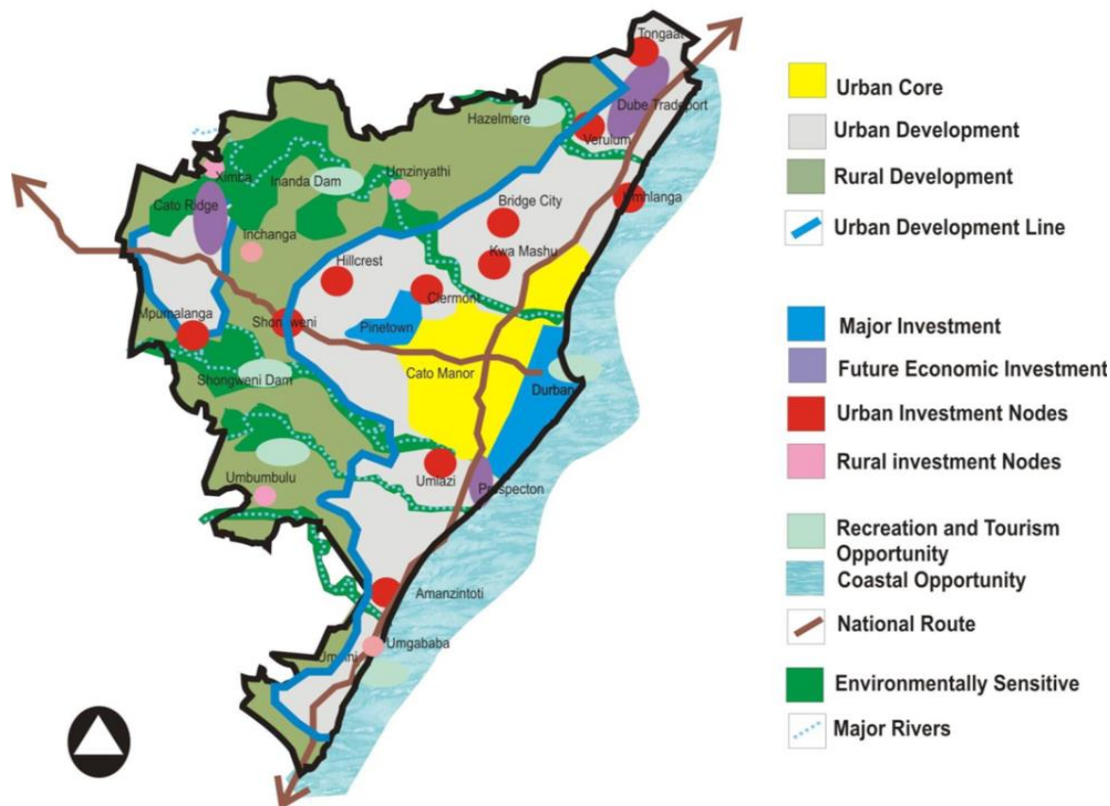 Tongaat
Dube Tradeport
Hazelmere
Verulum
Ximba
Inanda Dam
Umzinyathi
Umhlanga
Cato Ridge
Bridge City
Inchanga
Kwa Mashu
Hillcrest
Clermont
Mpumalanga
Shongweni
Pinetown
Shongweni Dam
Cato Manor
Durban
Umbumbulu
Umlazi
Prospecton
Amanzintoti
Umgababa
Urban Core
Urban Development
Rural Development
Urban Development Line
Major Investment
Future Economic Investment
Urban Investment Nodes
Rural investment Nodes
Recreation and Tourism
Opportunity
Coastal Opportunity
National Route
Environmentally Sensitive
Major Rivers